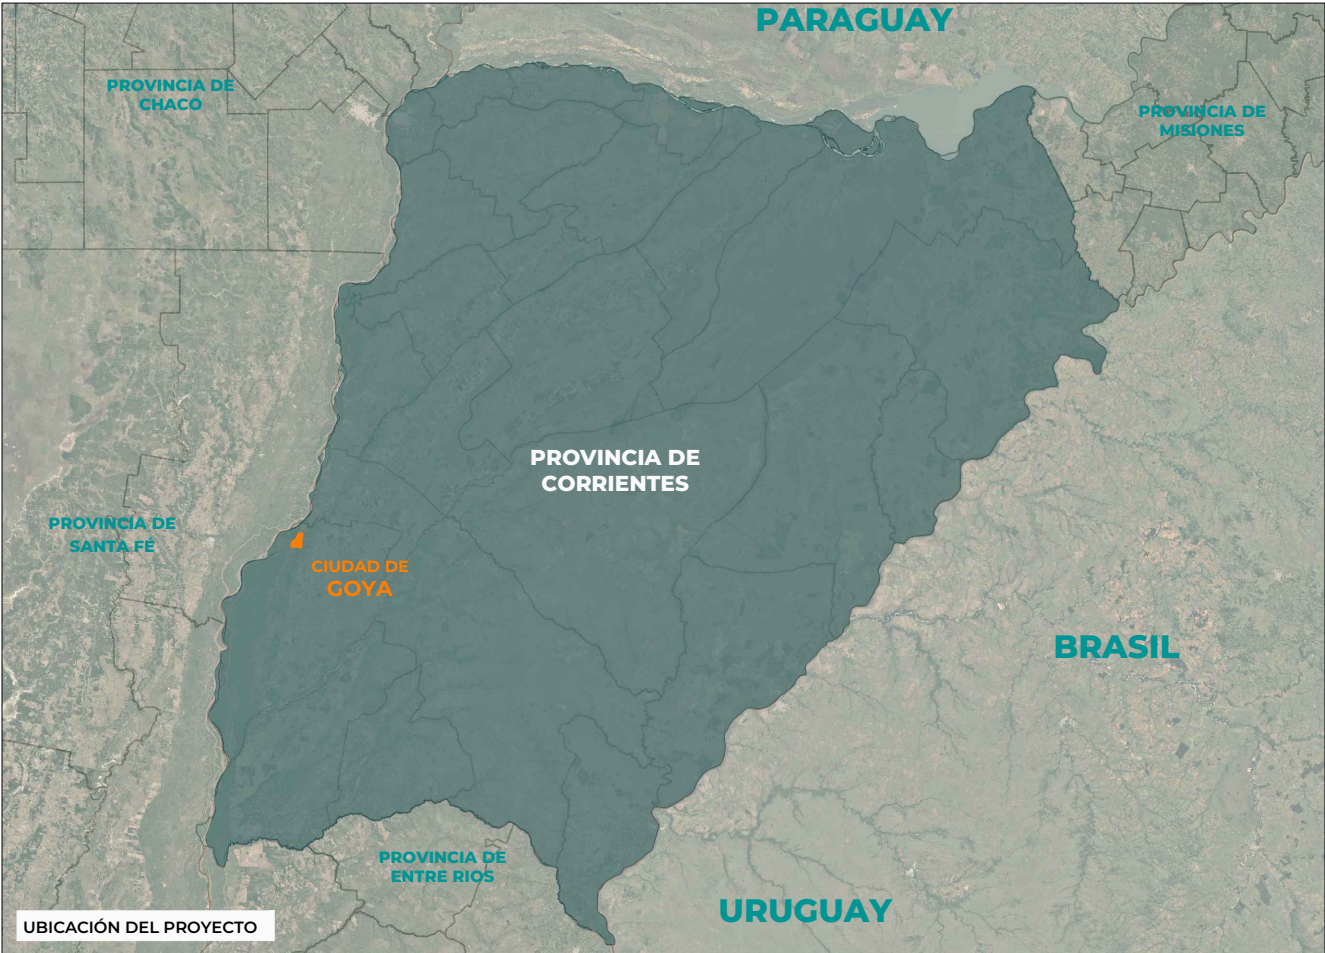 PARAGUAY
PROVINCIA DE
CHACO
PROVINCIA DE
MISIONES
PROVINCIA DE
CORRIENTES
PROVINCIA DE
SANTA FÉ
CIUDAD DE
GOYA
BRASIL
PROVINCIA DE
ENTRE RIOS
URUGUAY
UBICACIÓN DEL PROYECTO